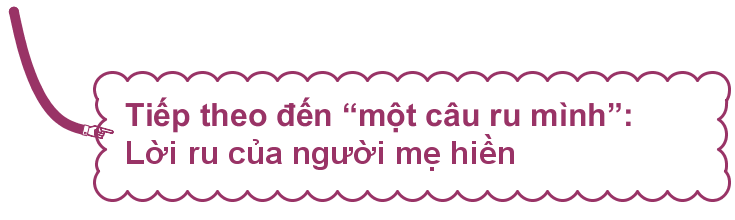 Tiếp theo đến “một câu ru mình”:
Lời ru của người mẹ hiền